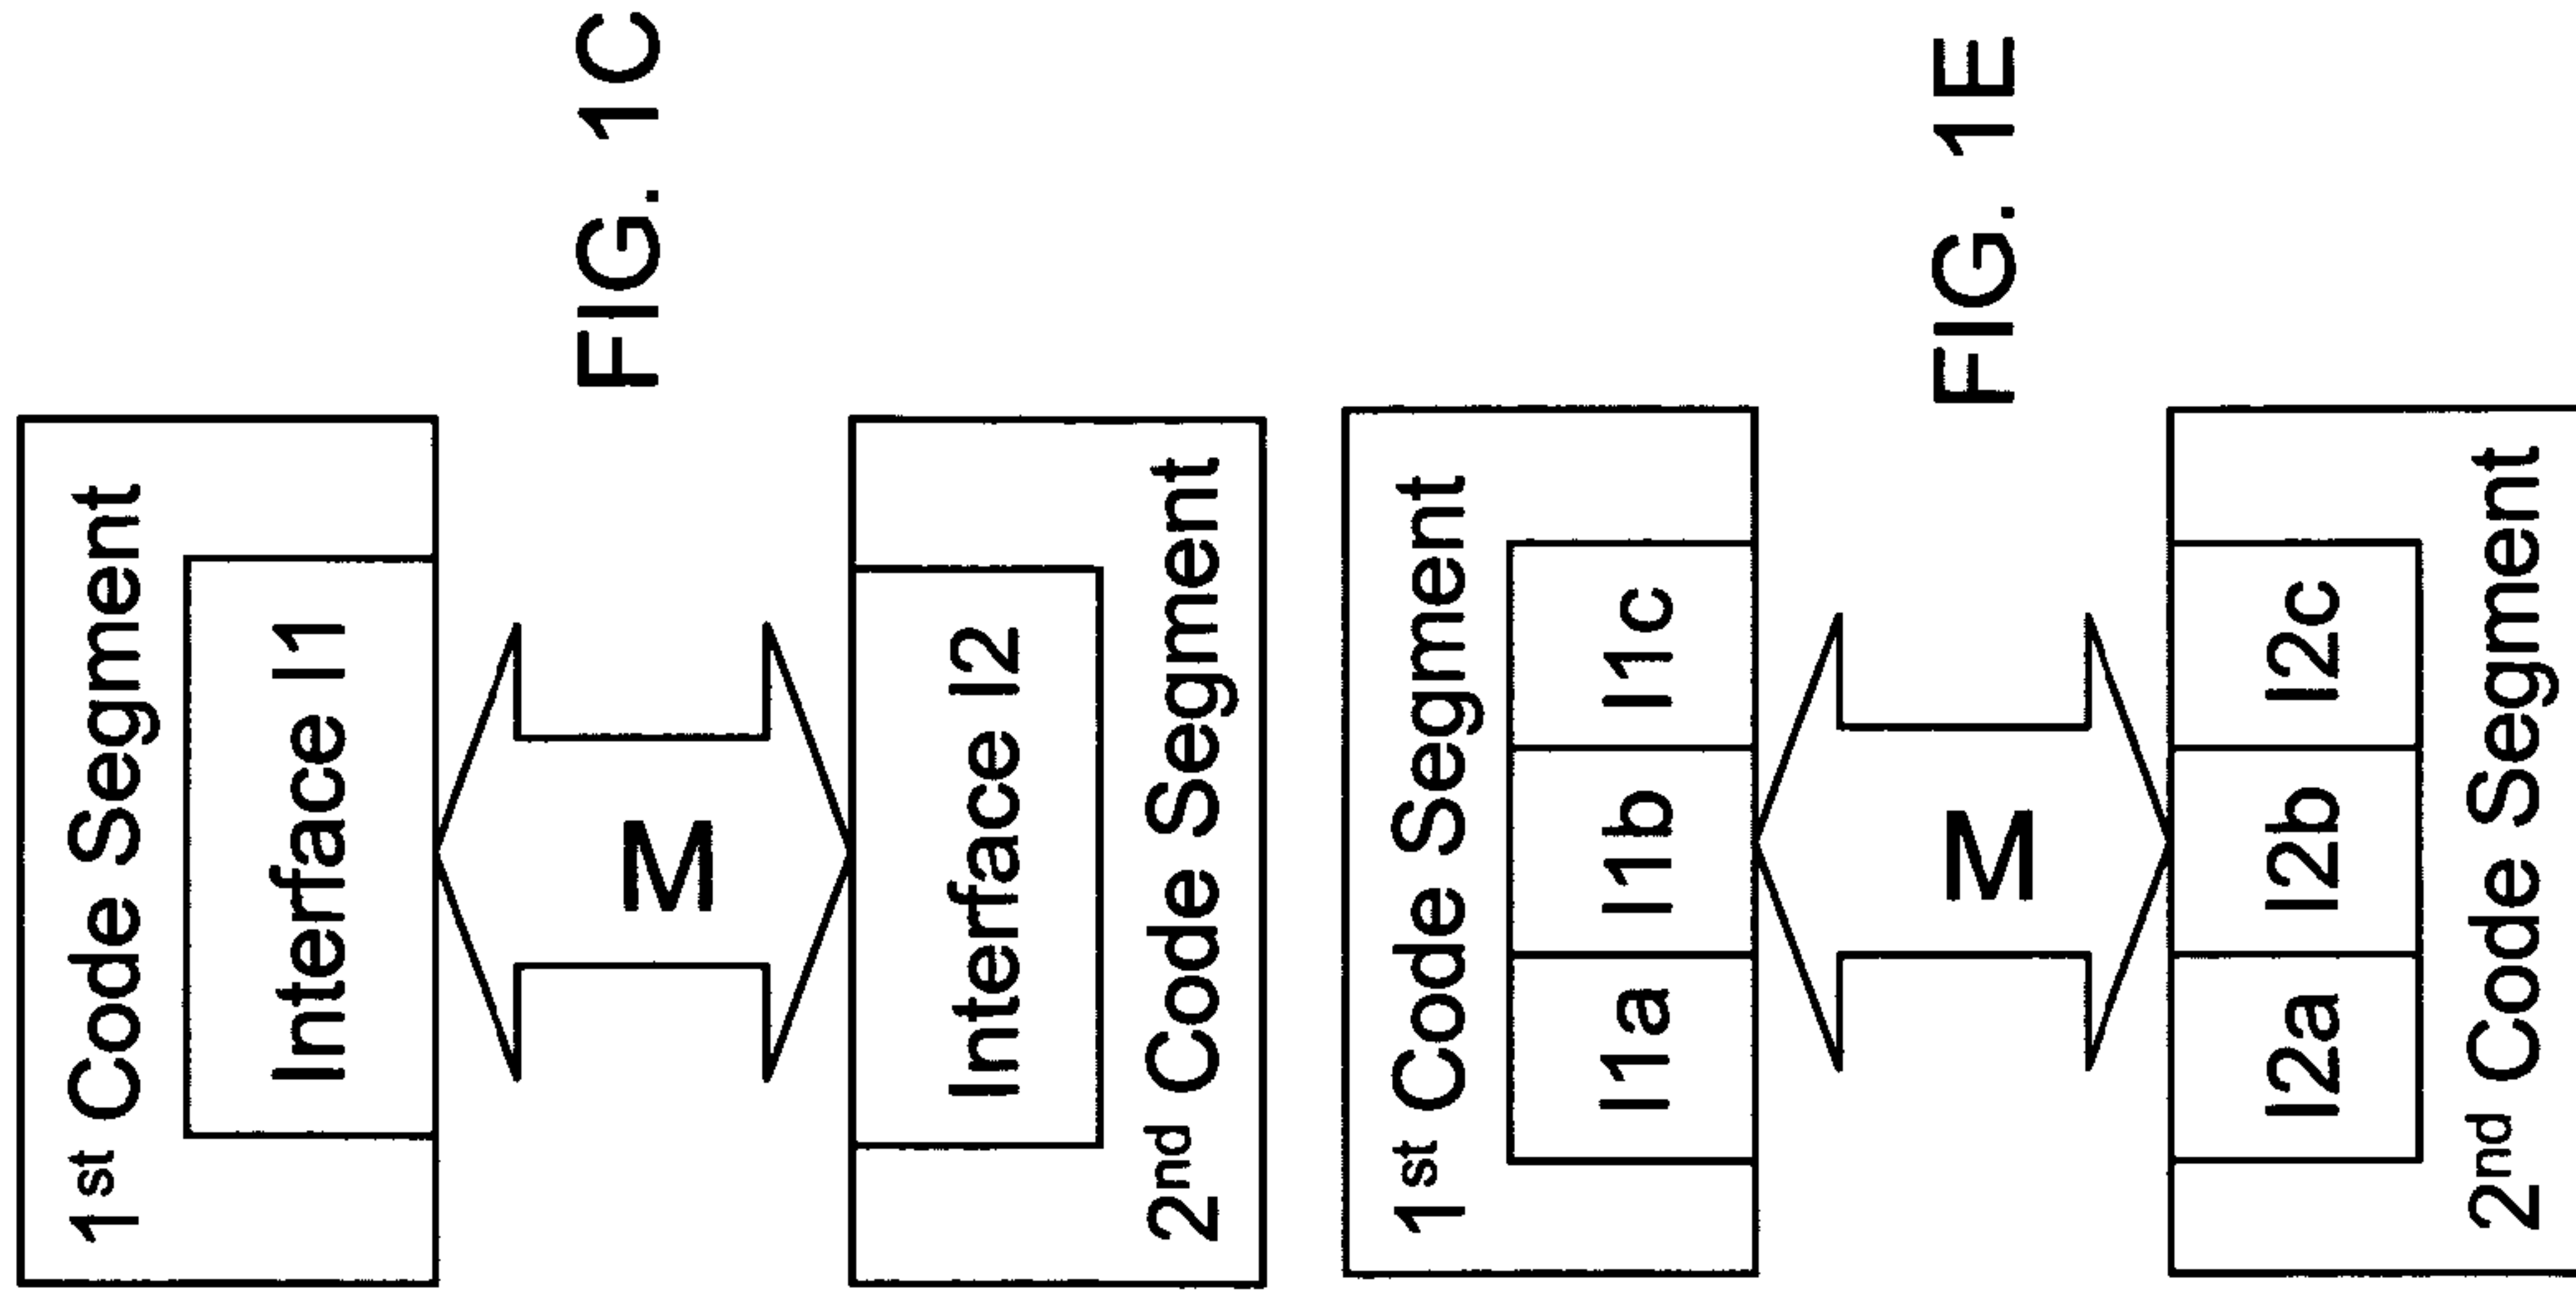 1st Code Segment
Interface I1
M
Interface I2
2nd Code Segment
FIG. 1C
1st Code Segment
I1a I1b I1c
M
I2a I2b I2c
2nd Code Segment
FIG. 1E